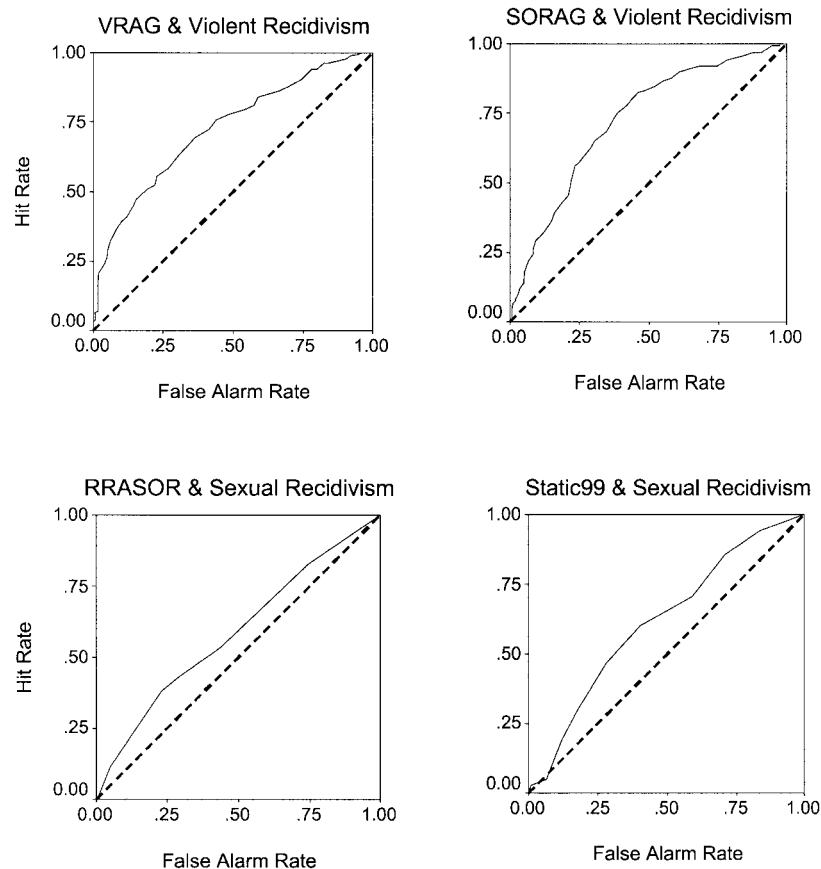 VRAG & Violent Recidivism
1.00
.75
.50
.25
0.00
Hit Rate
0.00 .25 .50 .75 1.00
False Alarm Rate
SORAG & Violent Recidivism
1.00
.75
.50
.25
0.00
0.00 .25 .50 .75 1.00
False Alarm Rate
RRASOR & Sexual Recidivism
1.00
.75
.50
.25
0.00
Hit Rate
0.00 .25 .50 .75 1.00
False Alarm Rate
Static99 & Sexual Recidivism
1.00
.75
.50
.25
0.00
0.00 .25 .50 .75 1.00
False Alarm Rate